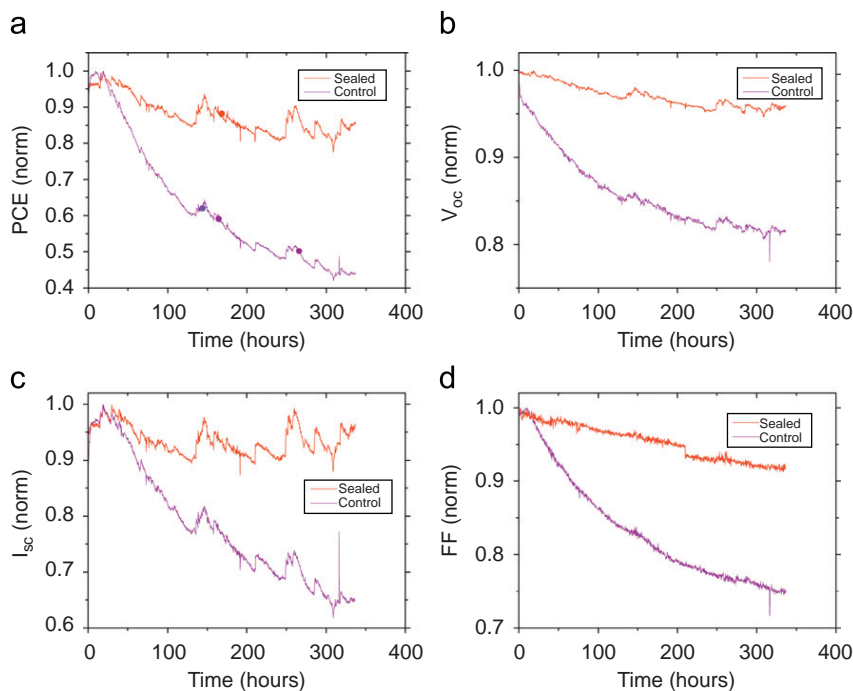 a
1.0
0.9
0.8
0.7
0.6
0.5
0.4
PCE (norm)
Sealed
Control
0 100 200 300 400
Time (hours)
b
1.0
0.9
0.8
Voc (norm)
Sealed
Control
0 100 200 300 400
Time (hours)
c
1.0
0.9
0.8
0.7
0.6
Isc (norm)
Sealed
Control
0 100 200 300 400
Time (hours)
d
1.0
0.9
0.8
0.7
FF (norm)
Sealed
Control
0 100 200 300 400
Time (hours)